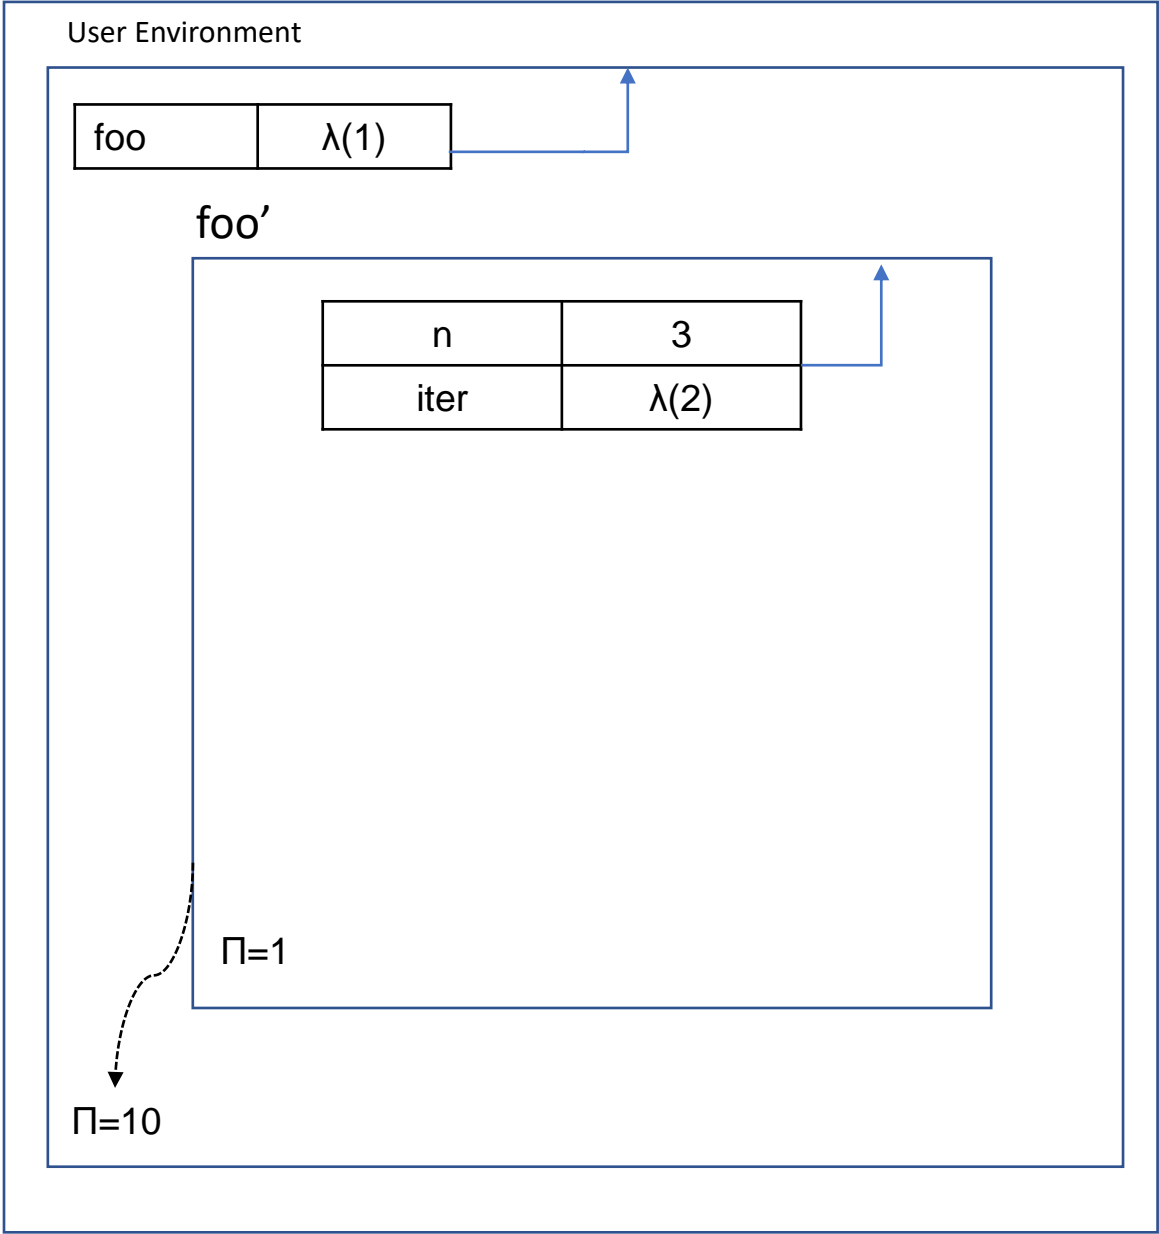 User Environment
foo λ(1)
foo’
n 3
iter λ(2)
Π=1
Π=10